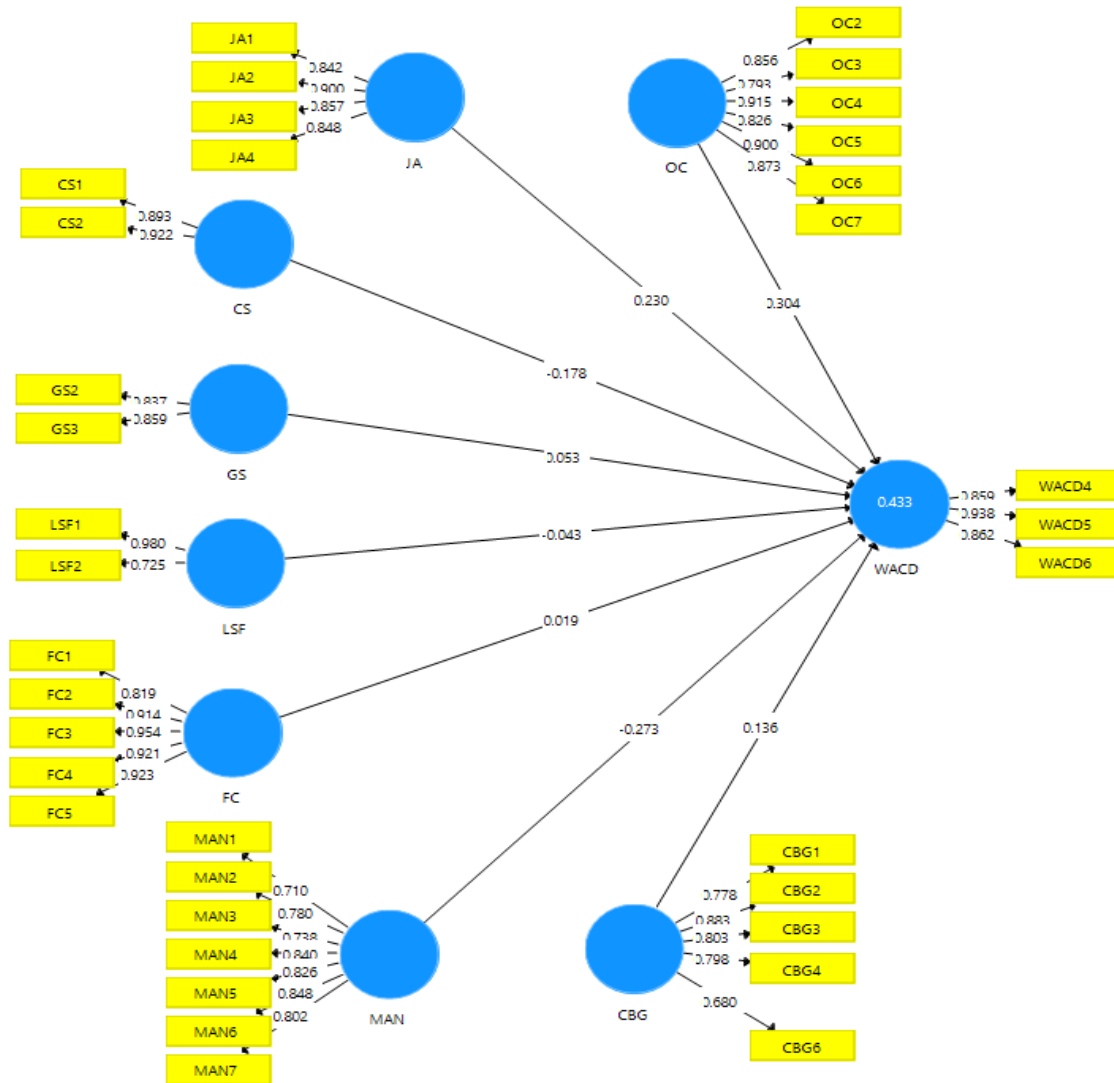 JA1
JA2
JA3
JA4
0.842
0.900
0.857
0.848
JA
OC2
OC3
OC4
OC5
OC6
OC7
0.856
0.793
0.915
0.826
0.900
0.873
OC
CS1
CS2
0.893
0.922
CS
0.230
0.304
-0.178
GS2
GS3
0.837
0.859
GS
0.053
0.433
WACD
0.859
0.938
0.862
WACD4
WACD5
WACD6
LSF1
LSF2
0.980
0.725
LSF
-0.043
FC1
FC2
FC3
FC4
FC5
0.819
0.914
0.954
0.921
0.923
FC
0.019
-0.273
0.136
MAN1
MAN2
MAN3
MAN4
MAN5
MAN6
MAN7
0.710
0.780
0.738
0.840
0.826
0.848
0.802
MAN
CBG1
CBG2
CBG3
CBG4
CBG6
0.778
0.883
0.803
0.798
0.680
CBG